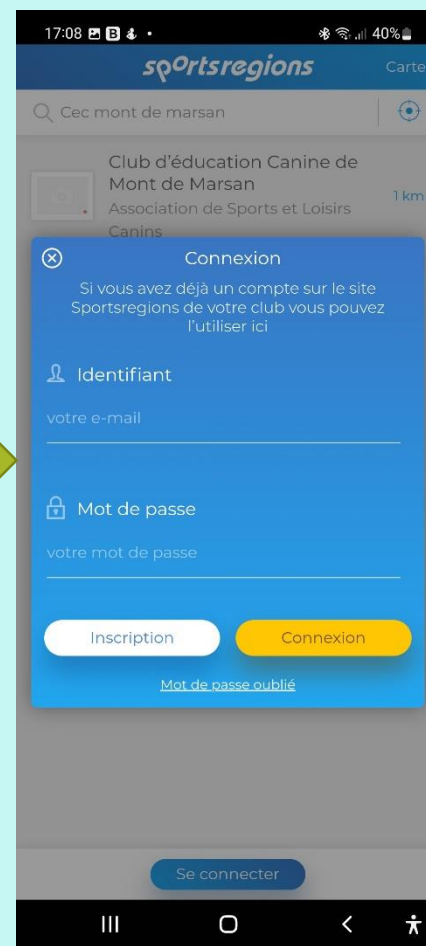 17:08 40%
sportsregions Carte
Cec mont de marsan
Club d'éducation Canine de
Mont de Marsan
1 km
Association de Sports et Loisirs
Canins
Connexion
Si vous avez déjà un compte sur le site
Sportsregions de votre club vous pouvez
l'utiliser ici
Identifiant
votre e-mail
Mot de passe
votre mot de passe
Inscription Connexion
Mot de passe oublié
Se connecter